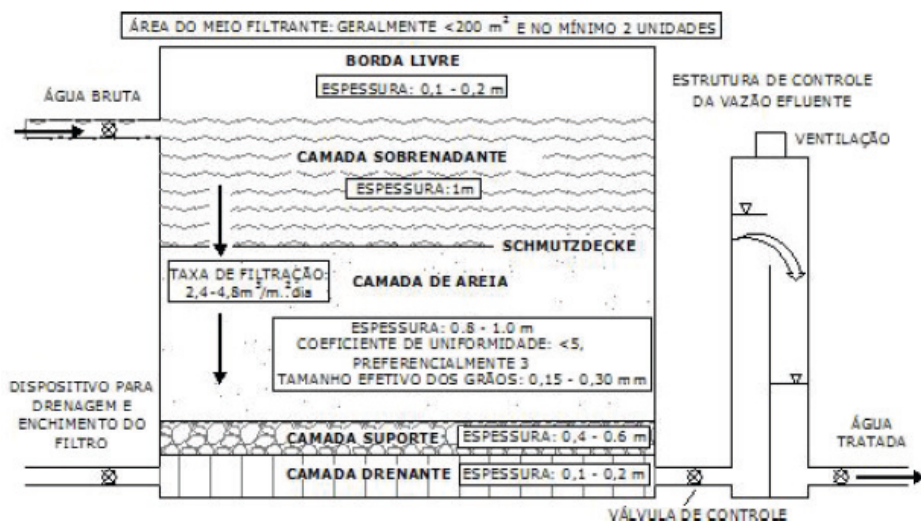 ÁREA DO MEIO FILTRANTE: GERALMENTE <200 m² E NO MÍNIMO 2 UNIDADES
BORDA LIVRE
ESPESSURA: 0,1 - 0,2 m
ÁGUA BRUTA
ESTRUTURA DE CONTROLE
DA VAZÃO EFLUENTE
VENTILAÇÃO
CAMADA SOBRENADANTE
ESPESSURA: 1m
SCHMUTZDECKE
TAXA DE FILTRAÇÃO:
2,4-4,8m³/m².dia
CAMADA DE AREIA
ESPESSURA: 0.8 - 1.0 m
COEFICIENTE DE UNIFORMIDADE: <5,
PREFERENCIALMENTE 3
TAMANHO EFETIVO DOS GRÃOS: 0,15 - 0,30 mm
DISPOSITIVO PARA
DRENAGEM E
ENCHIMENTO DO
FILTRO
CAMADA SUPORTE
ESPESSURA: 0,4 - 0.6 m
CAMADA DRENANTE
ESPESSURA: 0,1 - 0,2 m
ÁGUA
TRATADA
VÁLVULA DE CONTROLE